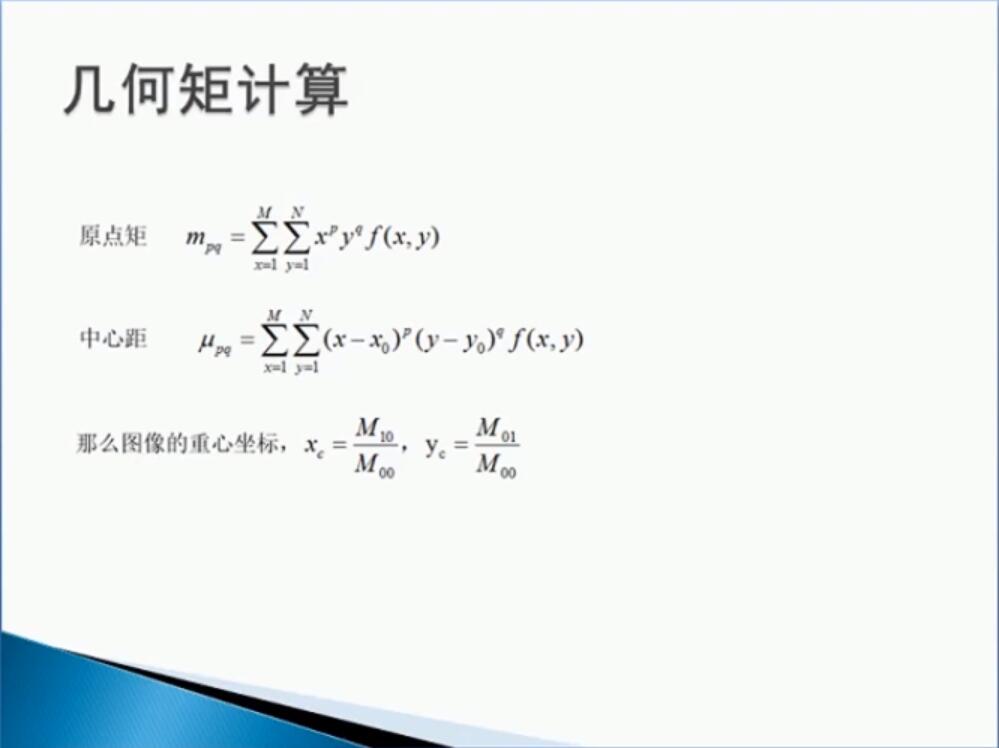 几何矩计算
原点矩 $m_{pq} = \sum_{x=1}^{M} \sum_{y=1}^{N} x^p y^q f(x, y)$
中心距 $\mu_{pq} = \sum_{x=1}^{M} \sum_{y=1}^{N} (x - x_0)^p (y - y_0)^q f(x, y)$
那么图像的重心坐标, $x_c = \frac{M_{10}}{M_{00}}$, $y_c = \frac{M_{01}}{M_{00}}$